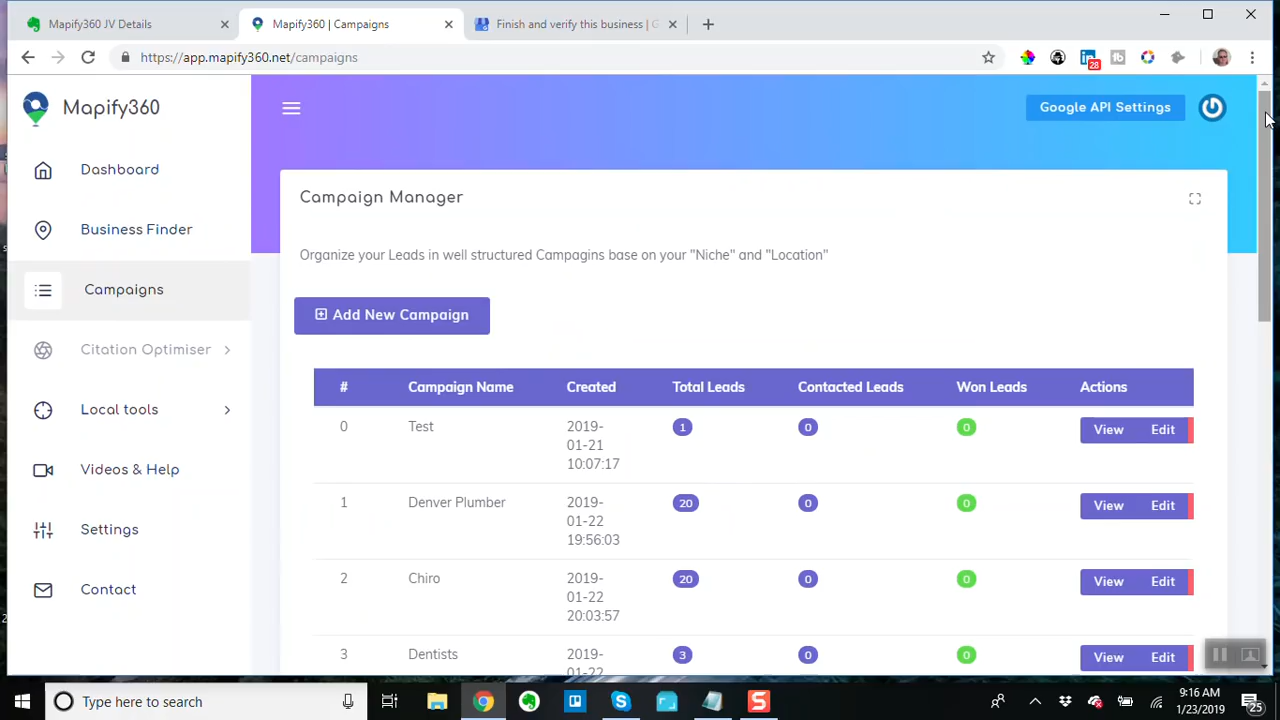 Mapify360 JV Details
Mapify360 | Campaigns
Finish and verify this business | G
https://app.mapify360.net/campaigns
28
Mapify360
Google API Settings
Dashboard
Business Finder
Campaigns
Citation Optimiser
Local tools
Videos & Help
Settings
Contact
Campaign Manager
Organize your Leads in well structured Campagins base on your "Niche" and "Location"
Add New Campaign
# Campaign Name Created Total Leads Contacted Leads Won Leads Actions
0 Test 2019-01-21 10:07:17 1 0 0 View Edit
1 Denver Plumber 2019-01-22 19:56:03 20 0 0 View Edit
2 Chiro 2019-01-22 20:03:57 20 0 0 View Edit
3 Dentists 2019-01-22 3 0 0 View Edit
Type here to search
9:16 AM
1/23/2019
25